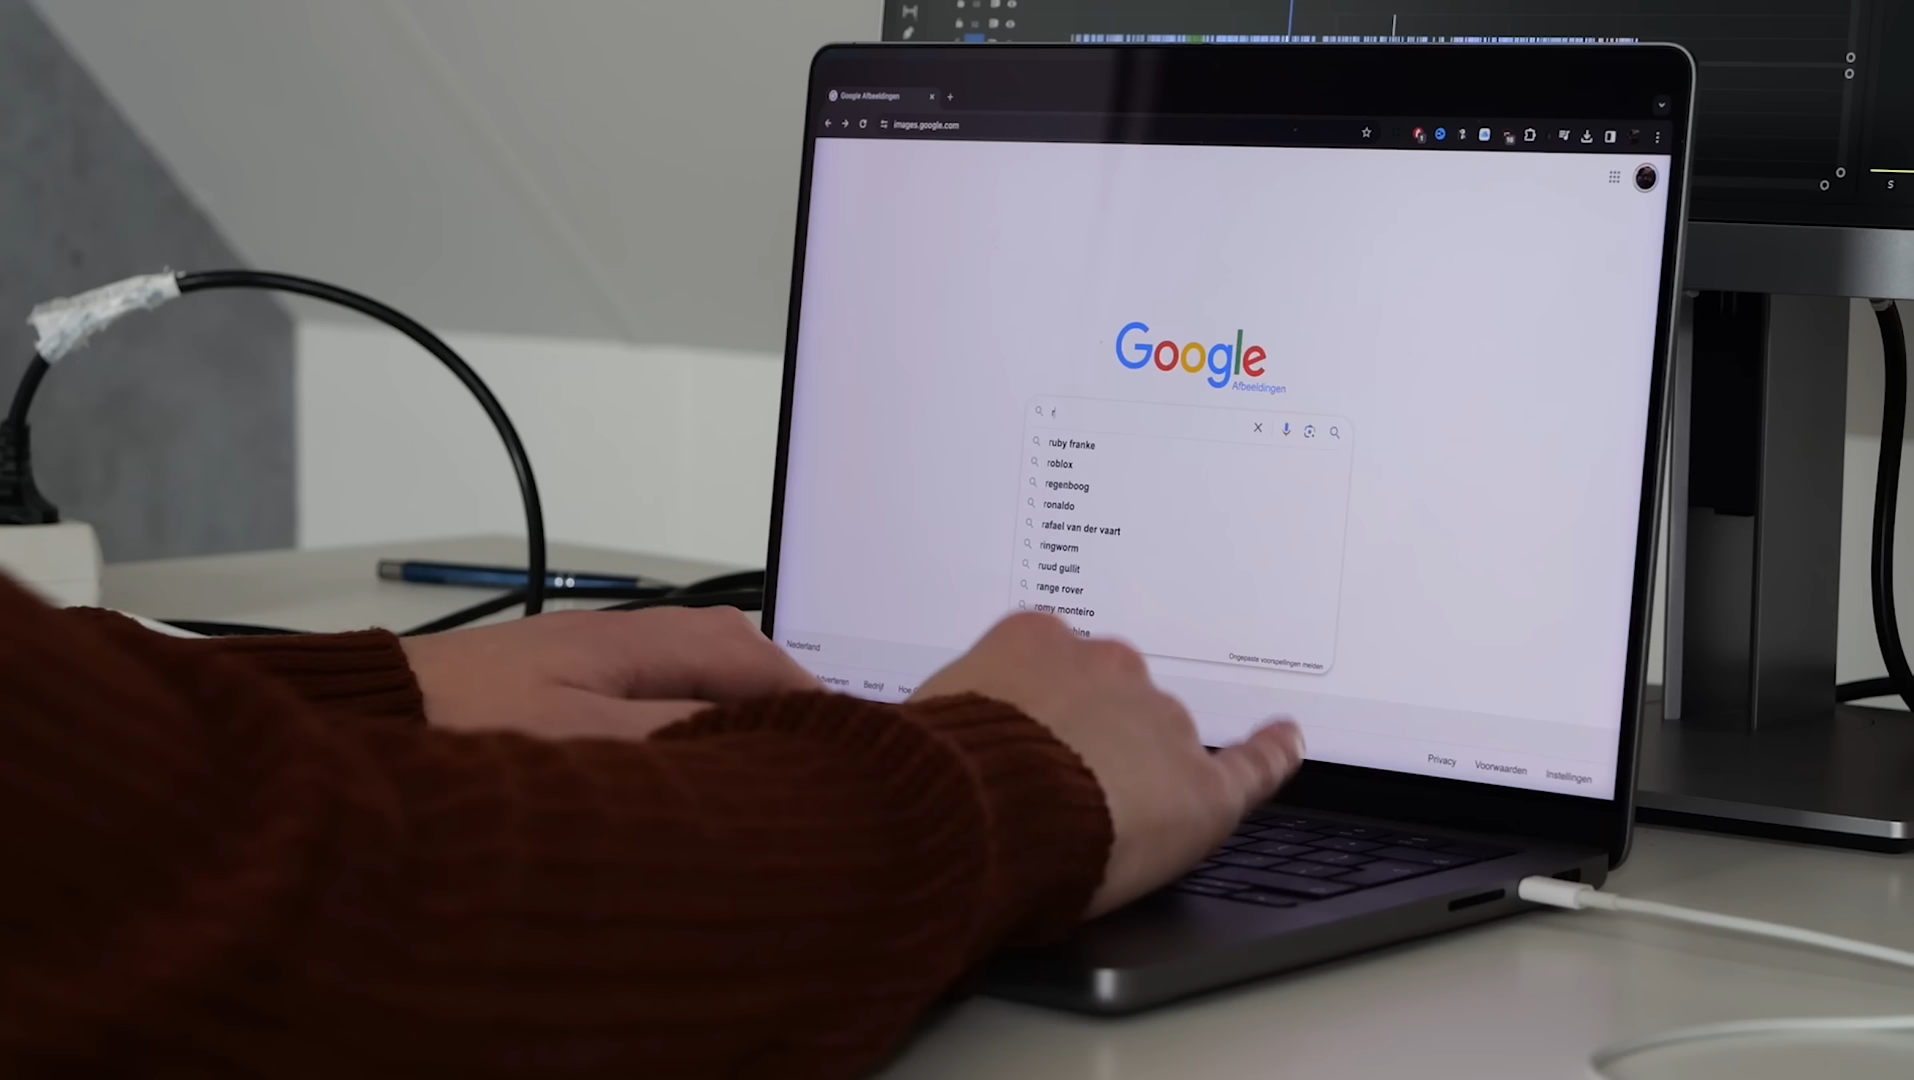 Google Afbeeldingen
images.google.com
Google
Afbeeldingen
r
ruby franke
roblox
regenboog
ronaldo
rafael van der vaart
ringworm
ruud gullit
range rover
romy monteiro
Ongepaste voorspellingen melden
Nederland
Adverteren Bedrijf Hoe
Privacy Voorwaarden Instellingen
S